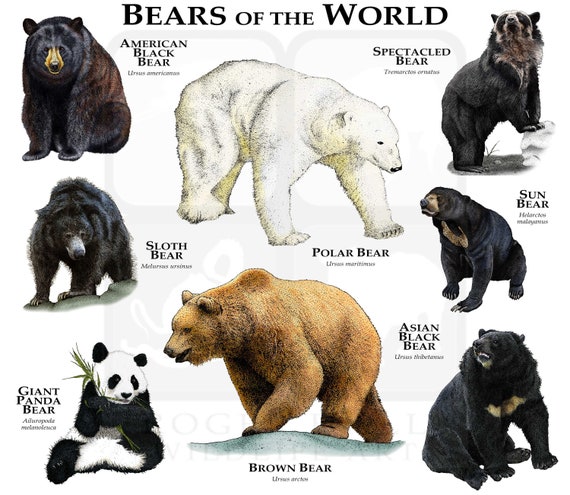 BEARS OF THE WORLD
AMERICAN
BLACK
BEAR
Ursus americanus
SPECTACLED
BEAR
Tremarctos ornatus
SLOTH
BEAR
Melursus ursinus
POLAR BEAR
Ursus maritimus
SUN
BEAR
Helarctos
malayanus
GIANT
PANDA
BEAR
Ailuropoda
melanoleuca
BROWN BEAR
Ursus arctos
ASIAN
BLACK
BEAR
Ursus thibetanus